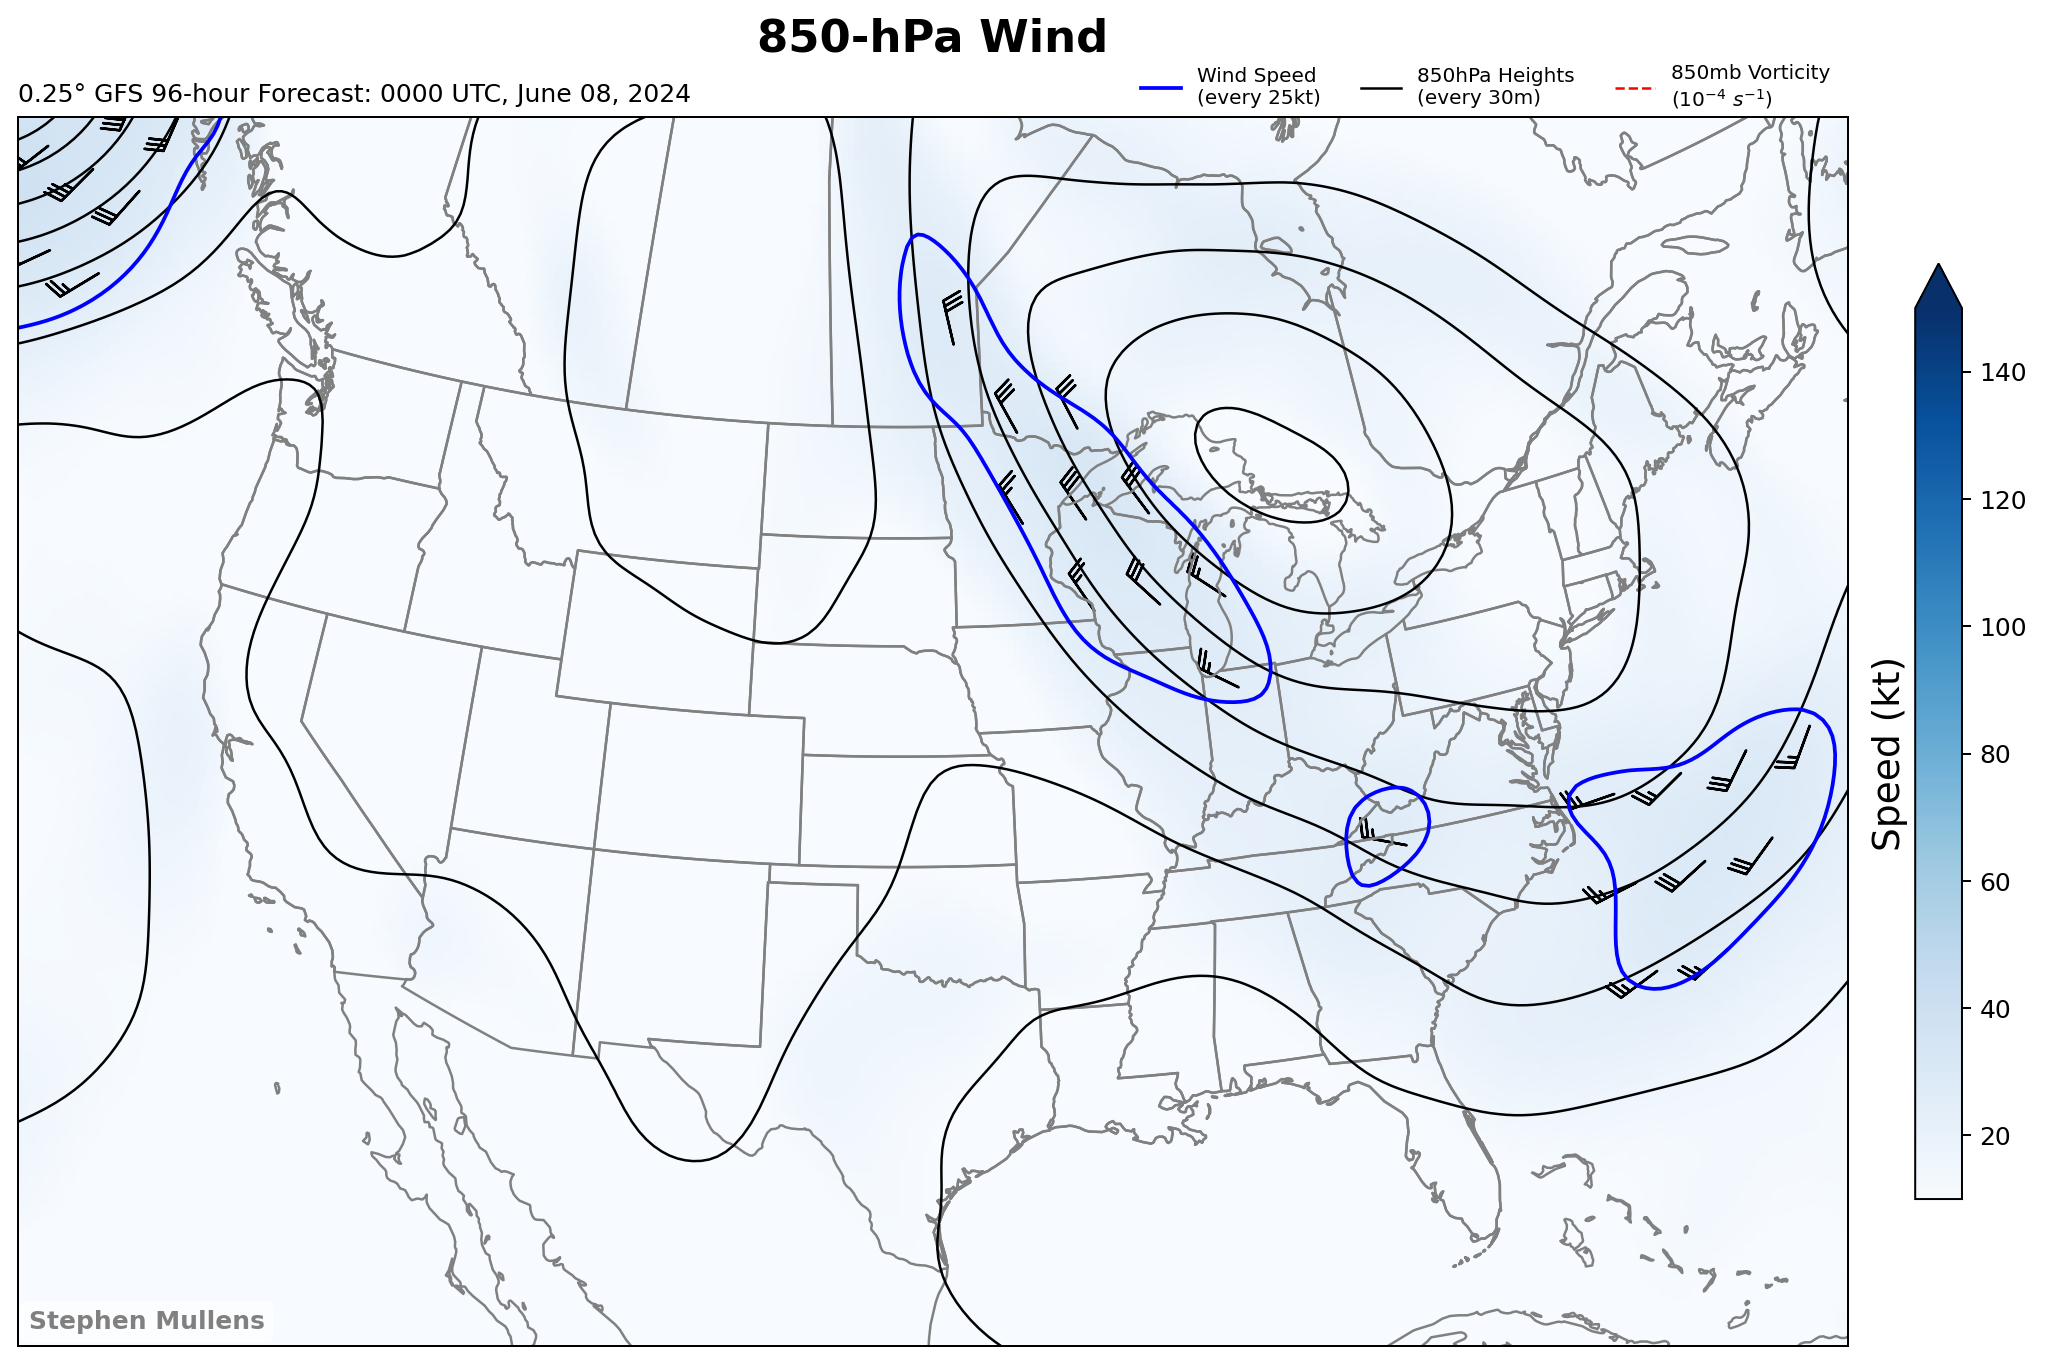 850-hPa Wind
0.25° GFS 96-hour Forecast: 0000 UTC, June 08, 2024
Wind Speed
(every 25kt)
850hPa Heights
(every 30m)
850mb Vorticity
(10⁻⁴ s⁻¹)
140
120
100
80
60
40
20
Speed (kt)
Stephen Mullens